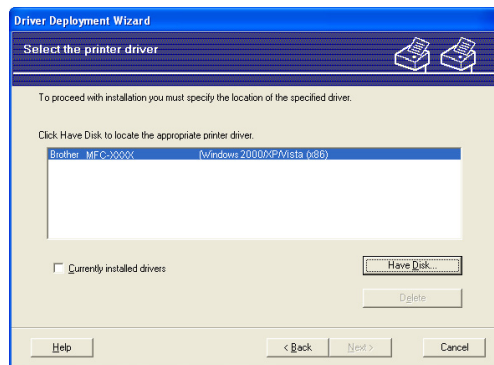 Driver Deployment Wizard
Select the printer driver
To proceed with installation you must specify the location of the specified driver.
Click Have Disk to locate the appropriate printer driver.
Brother MFC-XXXX (Windows 2000/XP/Vista (x86)
Currently installed drivers
Have Disk...
Delete
Help
< Back
Next >
Cancel